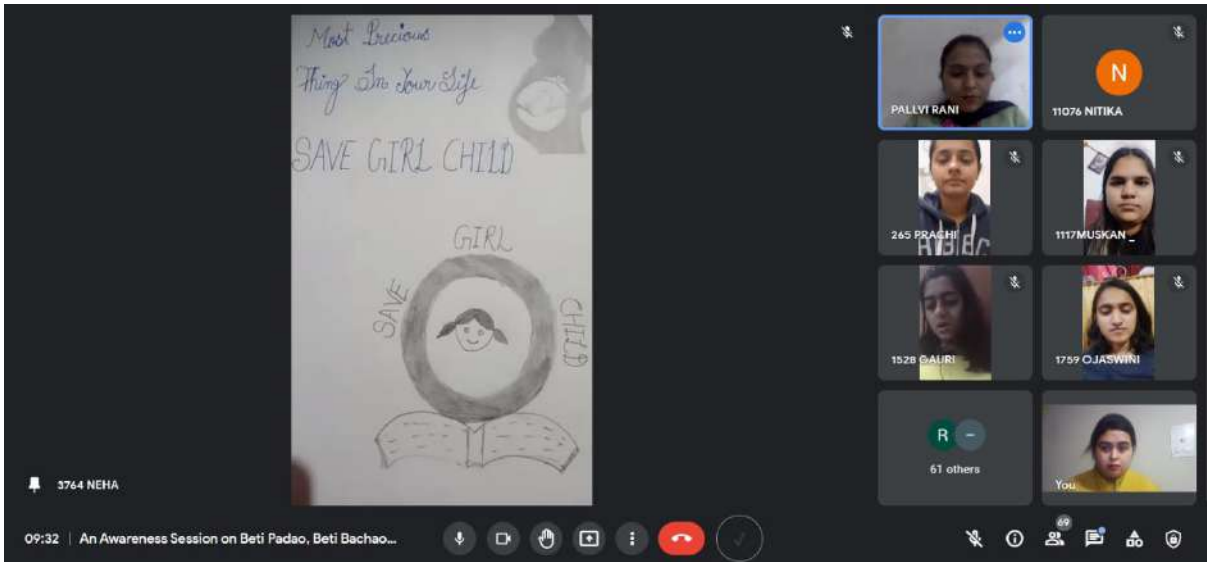 Most Precious
Thing In Your Life
SAVE GIRL CHILD
GIRL
SAVE
CHILD
3764 NEHA
PALLVI RANI
N
11076 NITIKA
265 PRACHI
1117MUSKAN _
1528 GAURI
1759 OJASWINI
R
61 others
You
09:32 | An Awareness Session on Beti Padao, Beti Bachao...
69